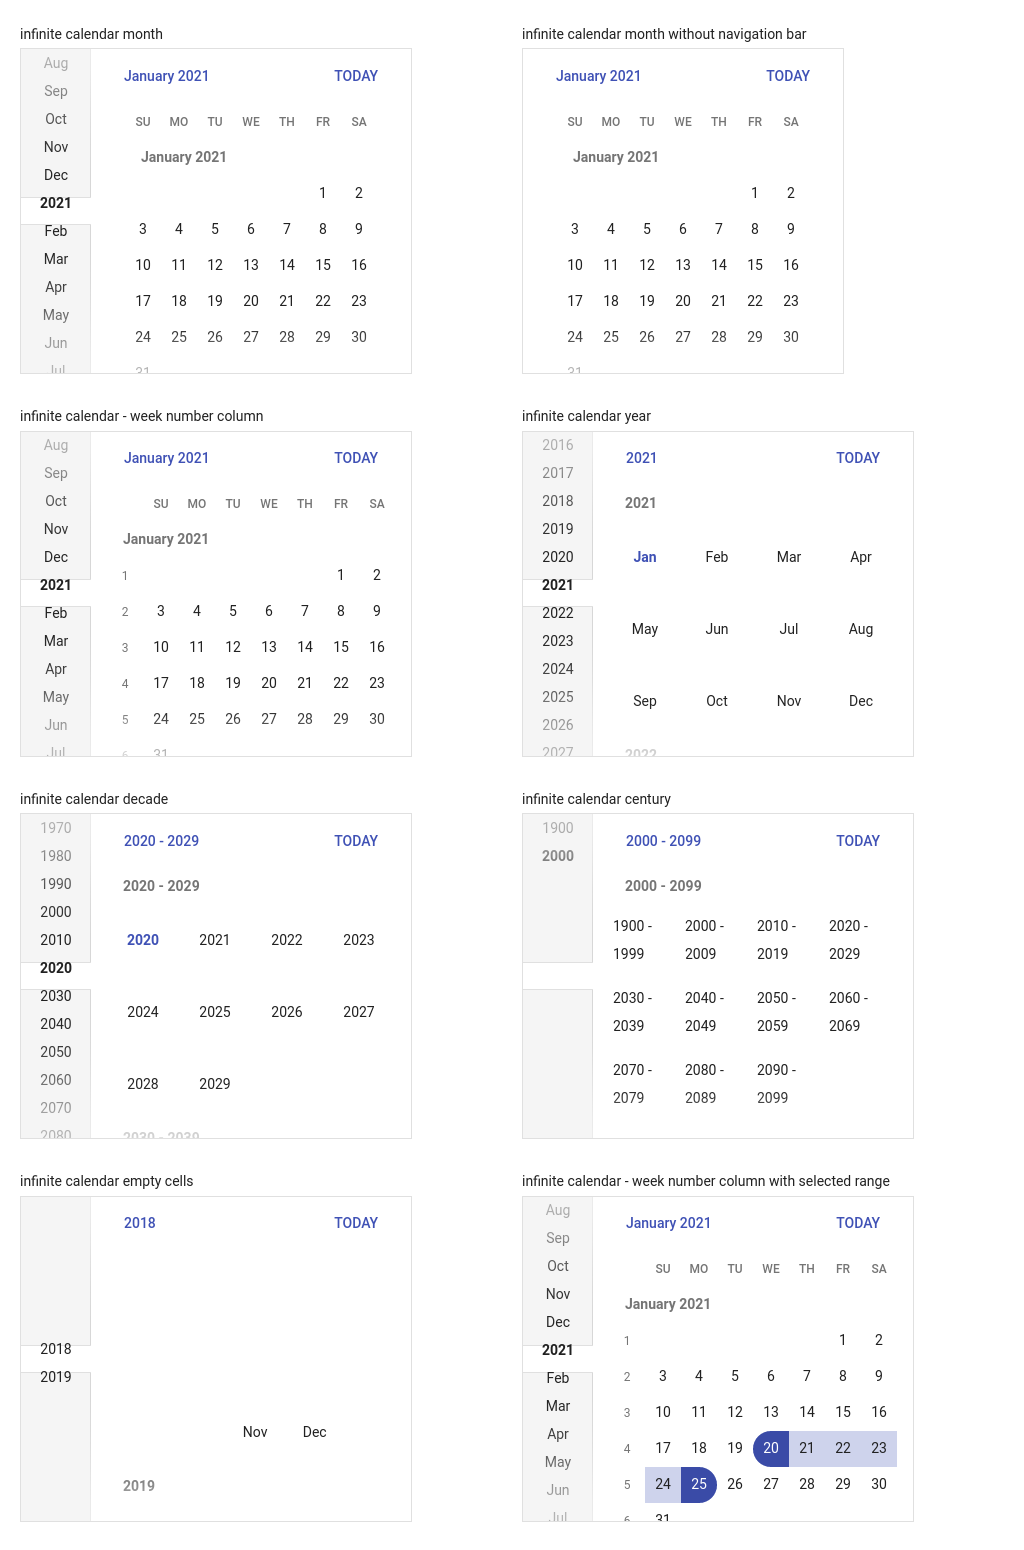 infinite calendar month
Aug
Sep
Oct
Nov
Dec
2021
Feb
Mar
Apr
May
Jun
Jul
January 2021 TODAY
SU MO TU WE TH FR SA
January 2021
1 2
3 4 5 6 7 8 9
10 11 12 13 14 15 16
17 18 19 20 21 22 23
24 25 26 27 28 29 30
31
infinite calendar month without navigation bar
January 2021 TODAY
SU MO TU WE TH FR SA
January 2021
1 2
3 4 5 6 7 8 9
10 11 12 13 14 15 16
17 18 19 20 21 22 23
24 25 26 27 28 29 30
31
infinite calendar - week number column
Aug
Sep
Oct
Nov
Dec
2021
Feb
Mar
Apr
May
Jun
Jul
January 2021 TODAY
SU MO TU WE TH FR SA
January 2021
1 1 2
2 3 4 5 6 7 8 9
3 10 11 12 13 14 15 16
4 17 18 19 20 21 22 23
5 24 25 26 27 28 29 30
6 31
infinite calendar year
2016
2017
2018
2019
2020
2021
2022
2023
2024
2025
2026
2027
2021 TODAY
2021
Jan Feb Mar Apr
May Jun Jul Aug
Sep Oct Nov Dec
2022
infinite calendar decade
1970
1980
1990
2000
2010
2020
2030
2040
2050
2060
2070
2080
2020 - 2029 TODAY
2020 - 2029
2020 2021 2022 2023
2024 2025 2026 2027
2028 2029
2030 - 2039
infinite calendar century
1900
2000
2000 - 2099 TODAY
2000 - 2099
1900 - 2000 - 2010 - 2020 -
1999 2009 2019 2029
2030 - 2040 - 2050 - 2060 -
2039 2049 2059 2069
2070 - 2080 - 2090 -
2079 2089 2099
infinite calendar empty cells
2018
2019
2018 TODAY
Nov Dec
2019
infinite calendar - week number column with selected range
Aug
Sep
Oct
Nov
Dec
2021
Feb
Mar
Apr
May
Jun
Jul
January 2021 TODAY
SU MO TU WE TH FR SA
January 2021
1 1 2
2 3 4 5 6 7 8 9
3 10 11 12 13 14 15 16
4 17 18 19 20 21 22 23
5 24 25 26 27 28 29 30
6 31